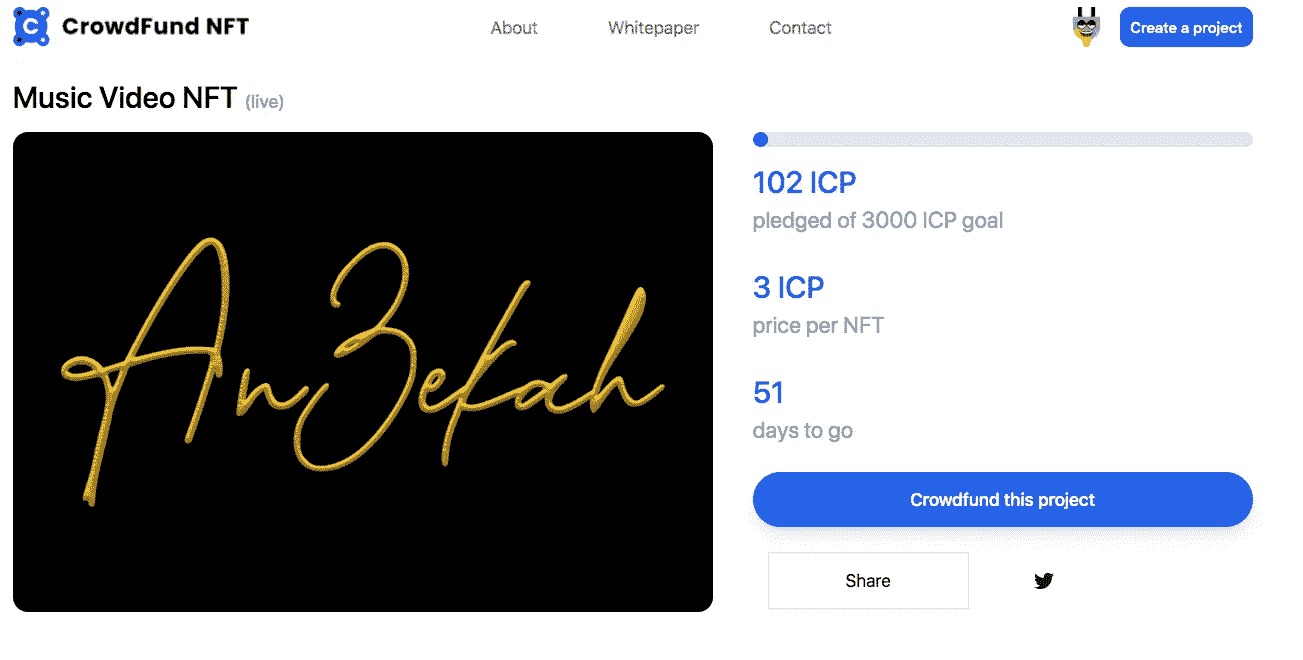 CrowdFund NFT
About
Whitepaper
Contact
Create a project
Music Video NFT (live)
An3ekah
102 ICP
pledged of 3000 ICP goal
3 ICP
price per NFT
51
days to go
Crowdfund this project
Share